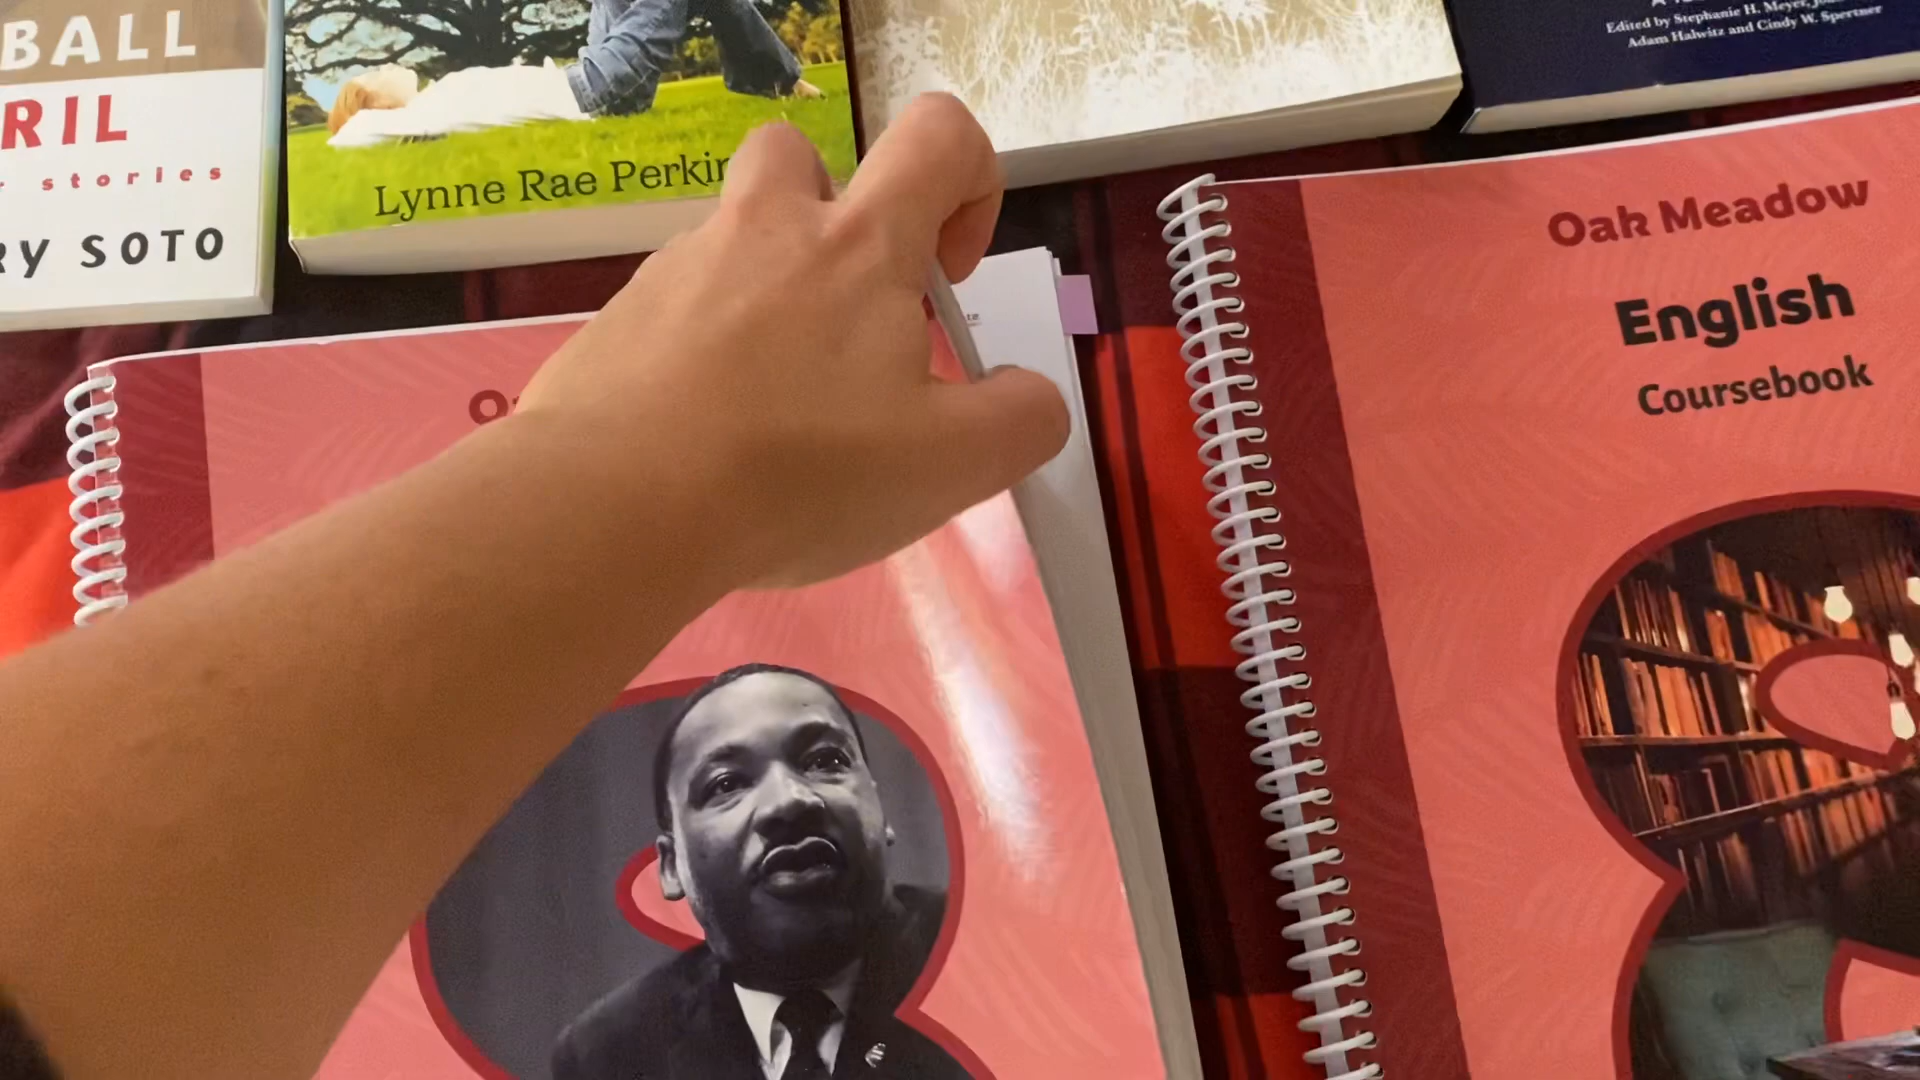 BALL
RIL
stories
RY SOTO
Lynne Rae
Edited by Stephanie H. Meyer,
Adam Halwitz and Cindy W. Spertner
Oak Meadow
English
Coursebook